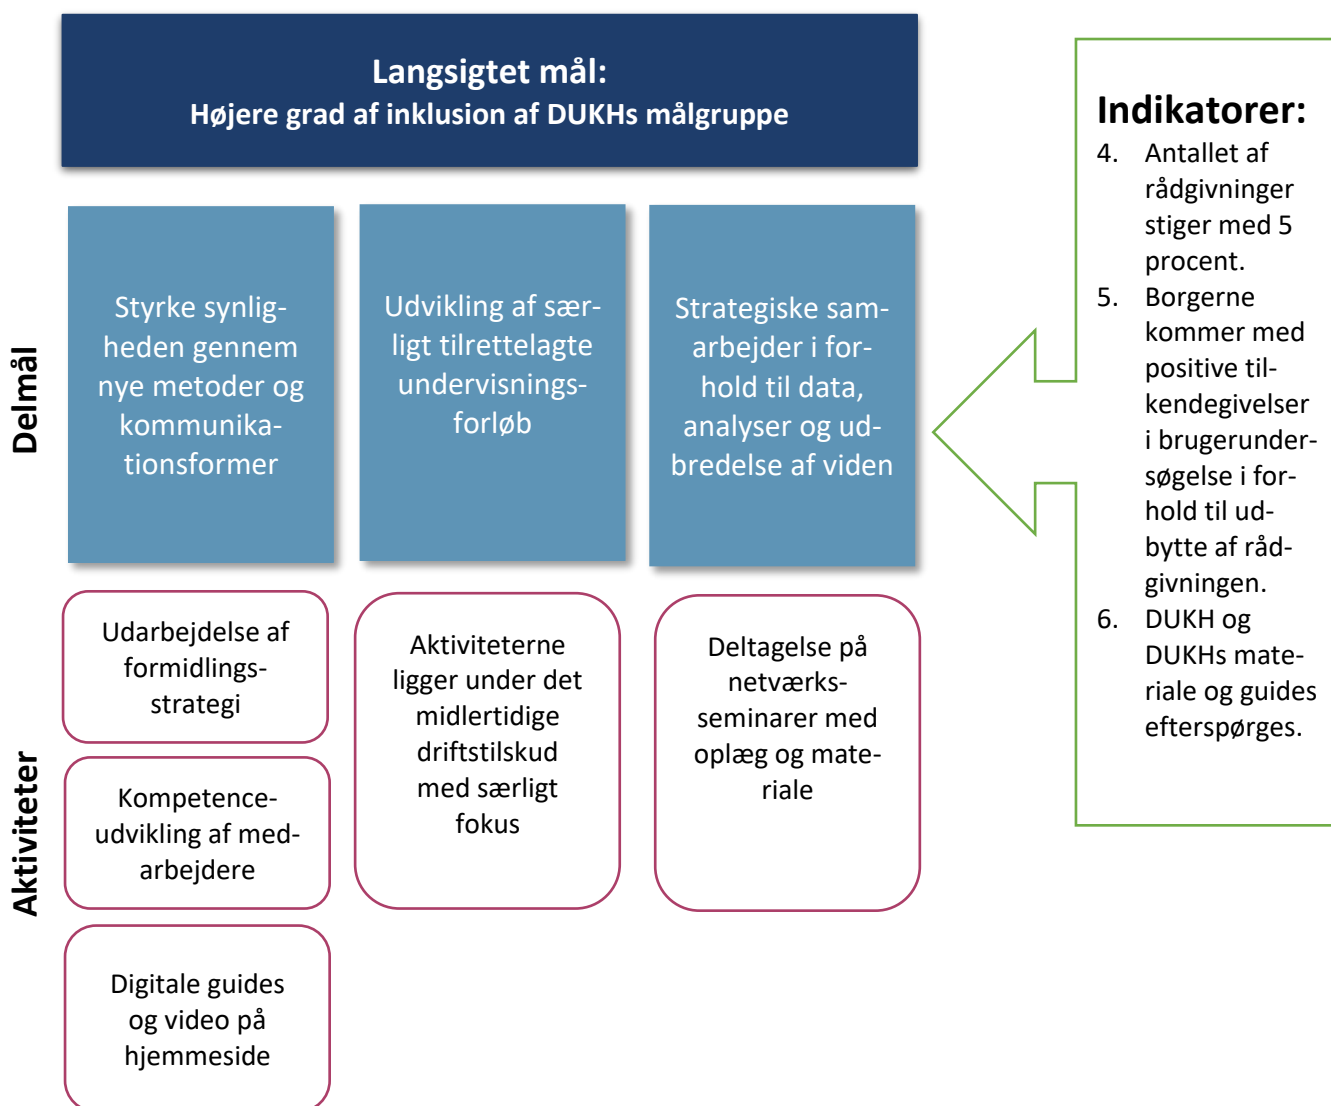 Langsigtet mål:
Højere grad af inklusion af DUKHs målgruppe
Delmål
Styrke synlig-
heden gennem
nye metoder og
kommunika-
tionsformer
Udvikling af sær-
ligt tilrettelagte
undervisnings-
forløb
Strategiske sam-
arbejder i for-
hold til data,
analyser og ud-
bredelse af viden
Aktiviteter
Udarbejdelse af
formidlings-
strategi
Kompetence-
udvikling af med-
arbejdere
Digitale guides
og video på
hjemmeside
Aktiviteterne
ligger under det
midlertidige
driftstilskud
med særligt
fokus
Deltagelse på
netværks-
seminarer med
oplæg og mate-
riale
Indikatorer:
4. Antallet af
rådgivninger
stiger med 5
procent.
5. Borgerne
kommer med
positive til-
kendegivelser
i brugerunder-
søgelse i for-
hold til ud-
bytte af råd-
givningen.
6. DUKH og
DUKHs mate-
riale og guides
efterspørges.